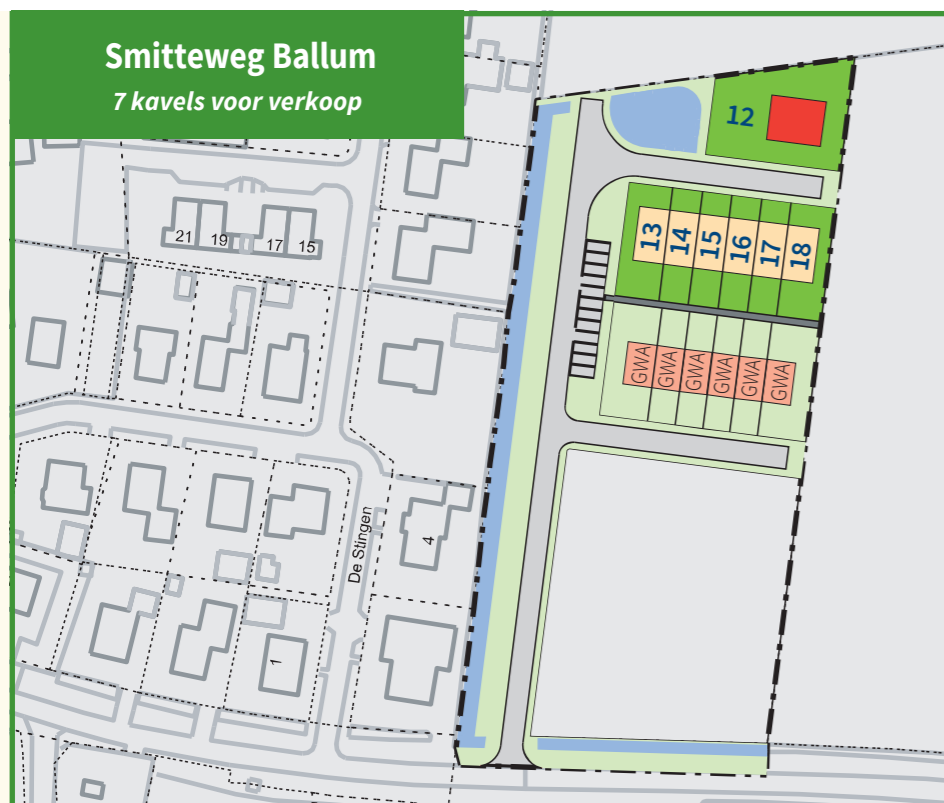 Smitteweg Ballum
7 kavels voor verkoop
12
13 14 15 16 17 18
21 19 17 15
GWA GWA GWA GWA GWA GWA
De Stingen
4
1